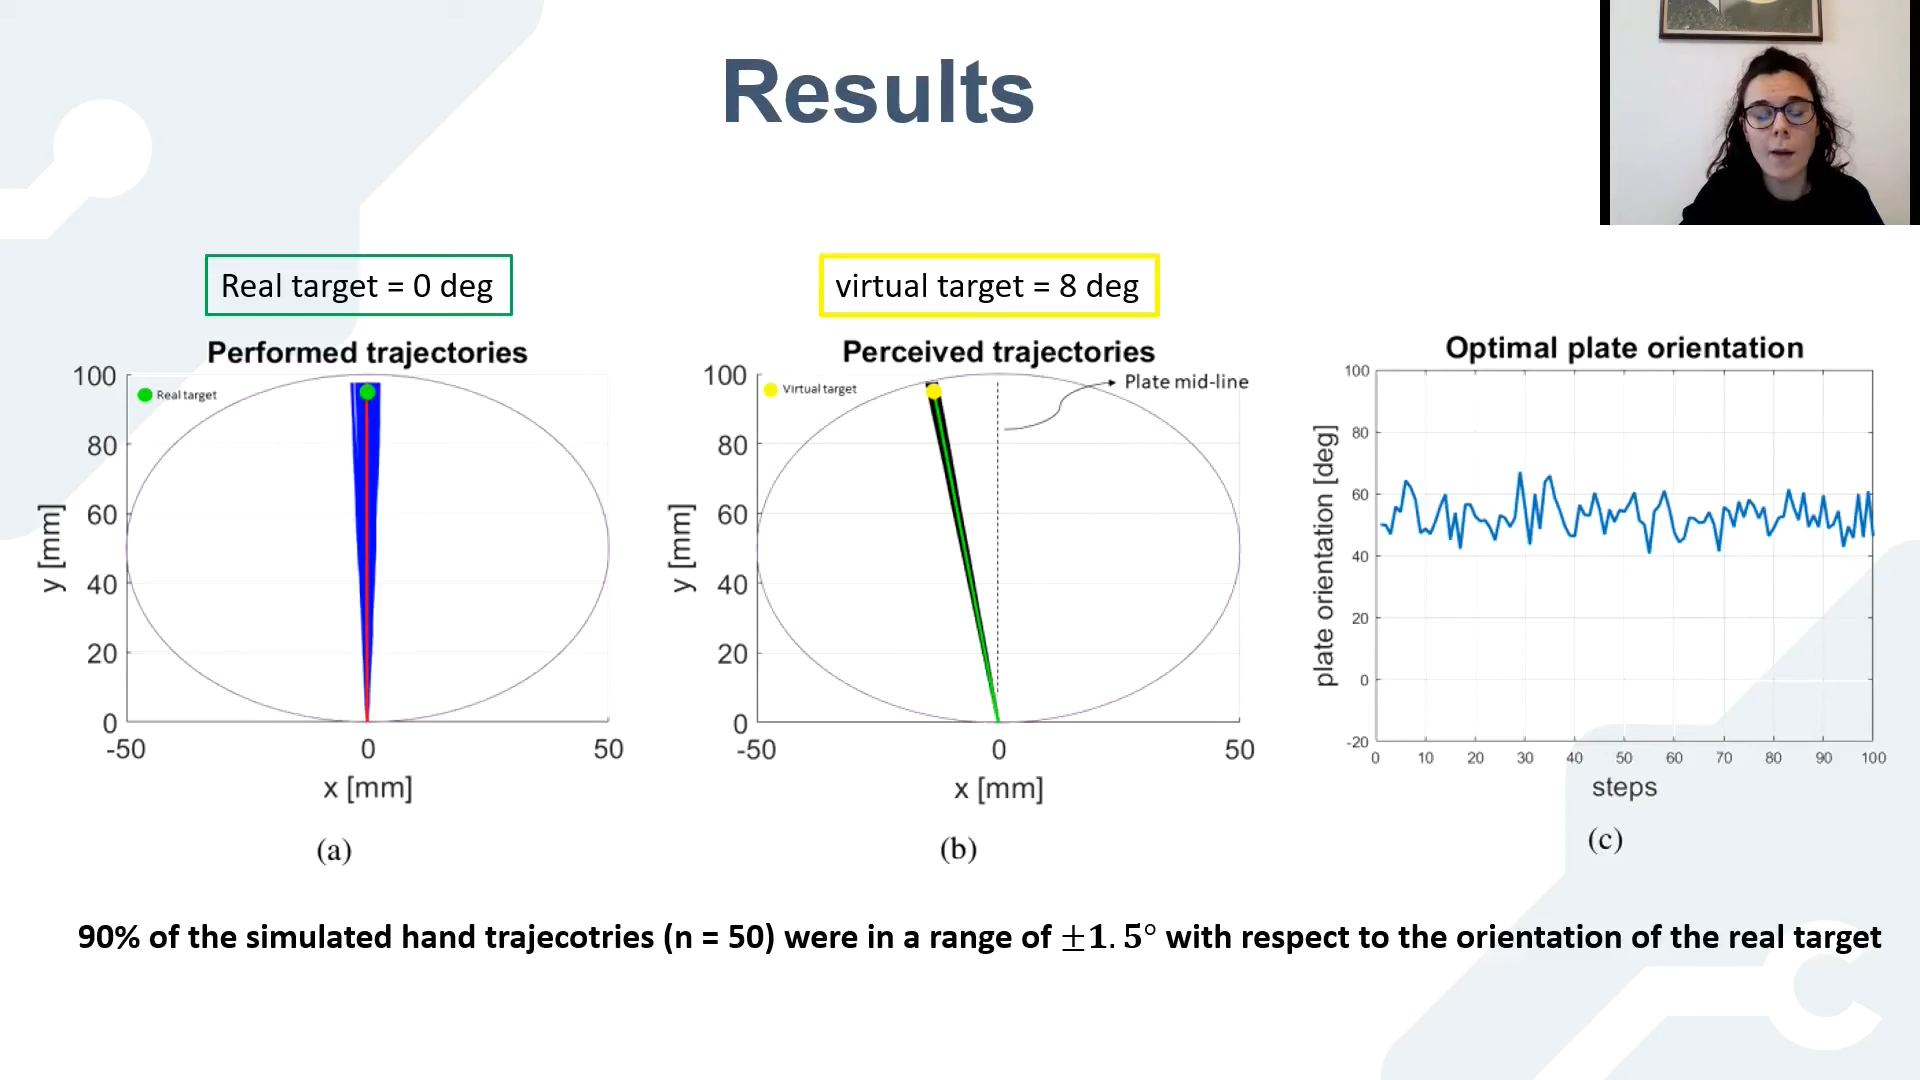 Results
Real target = 0 deg
Performed trajectories
100
80
60
40
20
0
-50
0
50
y [mm]
x [mm]
Real target
(a)
virtual target = 8 deg
Perceived trajectories
100
80
60
40
20
0
-50
0
50
y [mm]
x [mm]
Virtual target
Plate mid-line
(b)
Optimal plate orientation
100
80
60
40
20
0
-20
0
10
20
30
40
50
60
70
80
90
100
plate orientation [deg]
steps
(c)
90% of the simulated hand trajecotries (n = 50) were in a range of ±1.5° with respect to the orientation of the real target